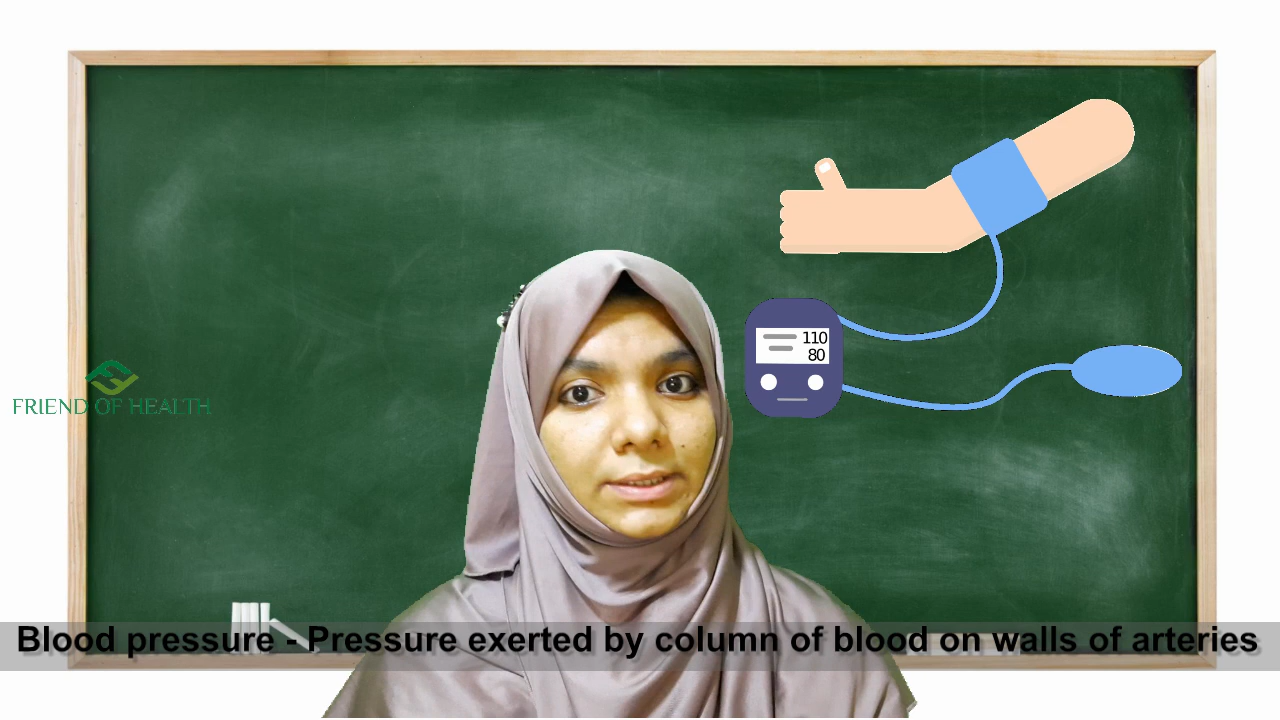 110
80
FRIEND OF HEALTH
Blood pressure - Pressure exerted by column of blood on walls of arteries